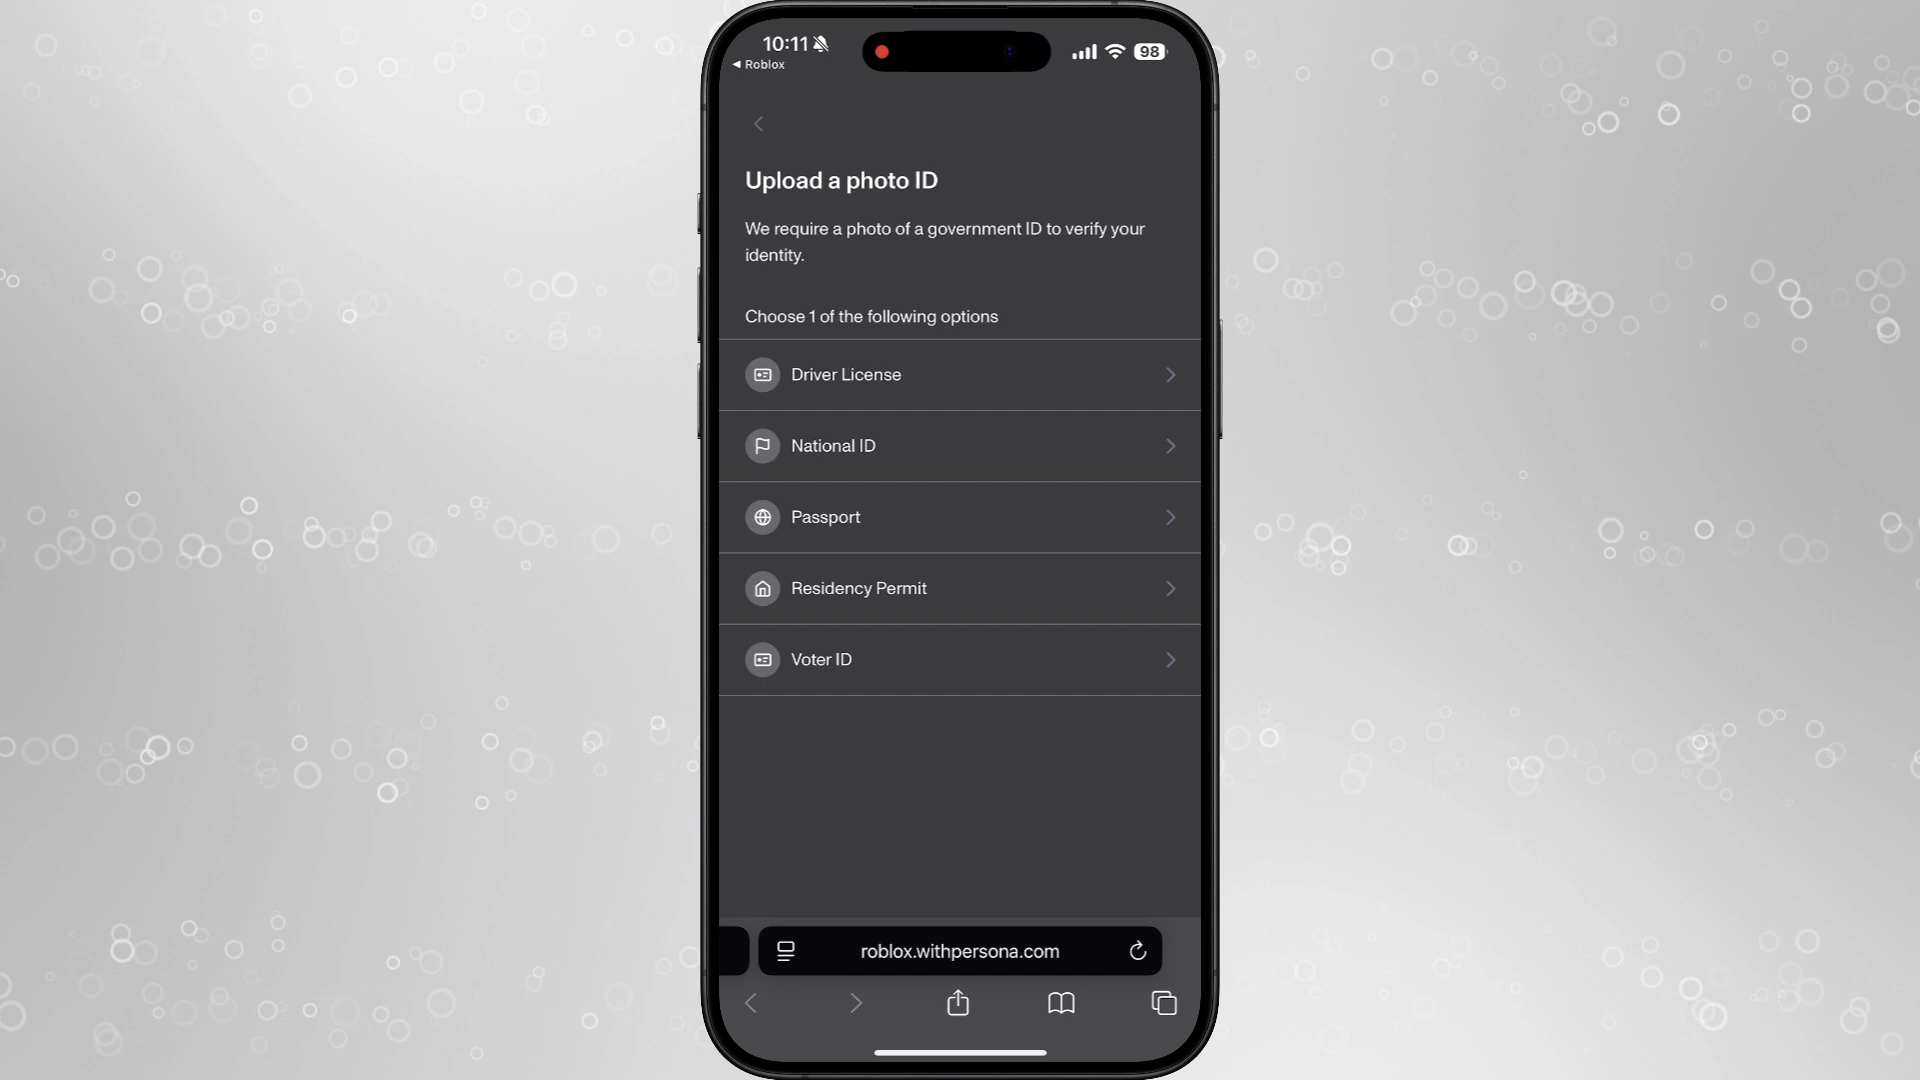 10:11
98
◀ Roblox
Upload a photo ID
We require a photo of a government ID to verify your
identity.
Choose 1 of the following options
Driver License
National ID
Passport
Residency Permit
Voter ID
roblox.withpersona.com